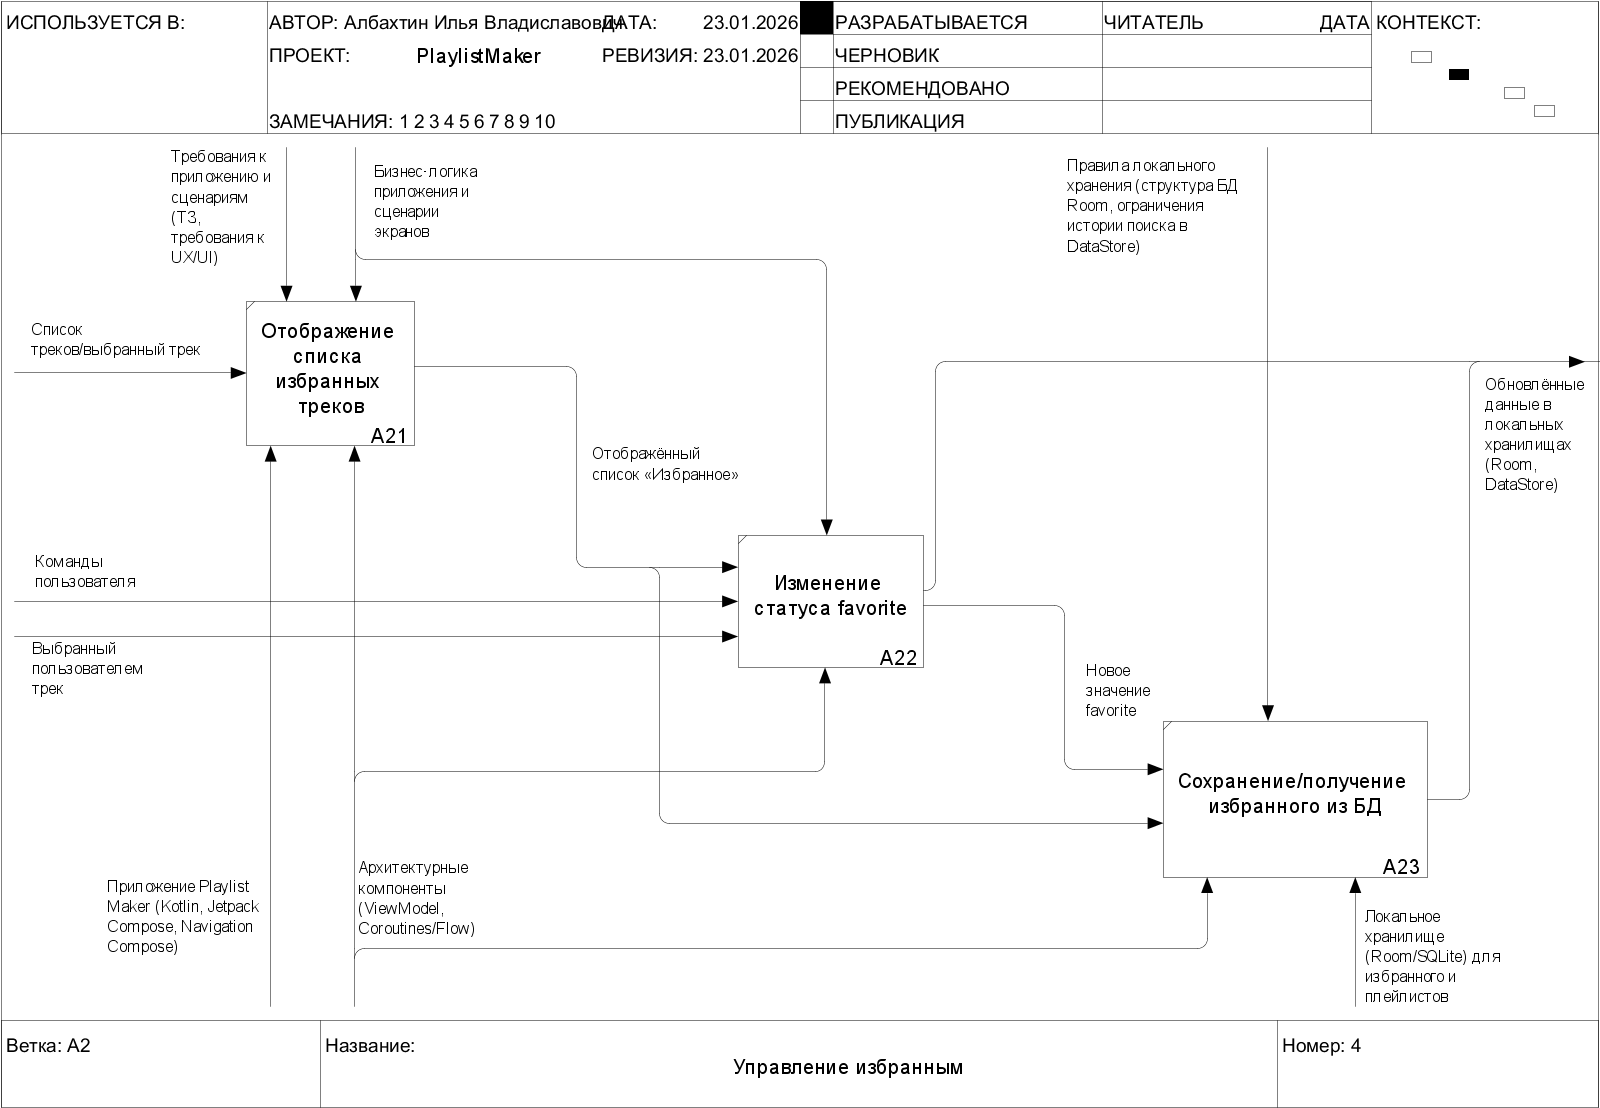 ИСПОЛЬЗУЕТСЯ В:
АВТОР: Албахтин Илья Владиславович
ДАТА: 23.01.2026
ПРОЕКТ: PlaylistMaker
РЕВИЗИЯ: 23.01.2026
ЗАМЕЧАНИЯ: 1 2 3 4 5 6 7 8 9 10
РАЗРАБАТЫВАЕТСЯ
ЧЕРНОВИК
РЕКОМЕНДОВАНО
ПУБЛИКАЦИЯ
ЧИТАТЕЛЬ
ДАТА
КОНТЕКСТ:
Требования к
приложению и
сценариям
(ТЗ,
требования к
UX/UI)
Бизнес-логика
приложения и
сценарии
экранов
Правила локального
хранения (структура БД
Room, ограничения
истории поиска в
DataStore)
Список
треков/выбранный трек
Отображение
списка
избранных
треков
A21
Обновлённые
данные в
локальных
хранилищах
(Room,
DataStore)
Отображённый
список «Избранное»
Команды
пользователя
Изменение
статуса favorite
A22
Выбранный
пользователем
трек
Новое
значение
favorite
Сохранение/получение
избранного из БД
A23
Приложение Playlist
Maker (Kotlin, Jetpack
Compose, Navigation
Compose)
Архитектурные
компоненты
(ViewModel,
Coroutines/Flow)
Локальное
хранилище
(Room/SQLite) для
избранного и
плейлистов
Ветка: A2
Название:
Управление избранным
Номер: 4